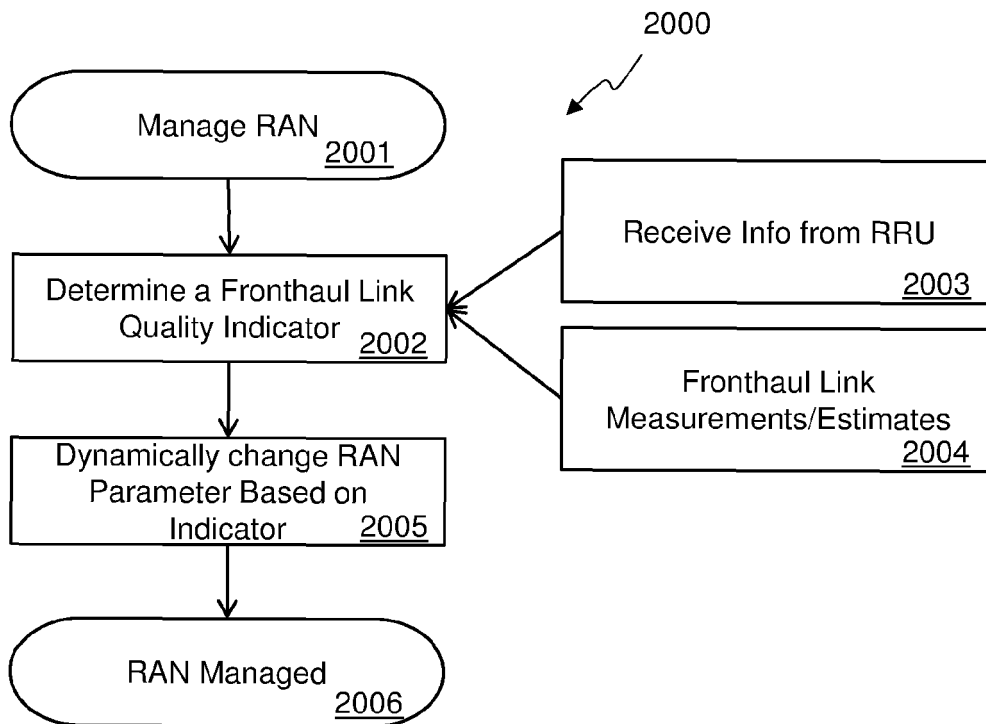 2000
Manage RAN
2001
Receive Info from RRU
2003
Determine a Fronthaul Link
Quality Indicator
2002
Fronthaul Link
Measurements/Estimates
2004
Dynamically change RAN
Parameter Based on
Indicator
2005
RAN Managed
2006